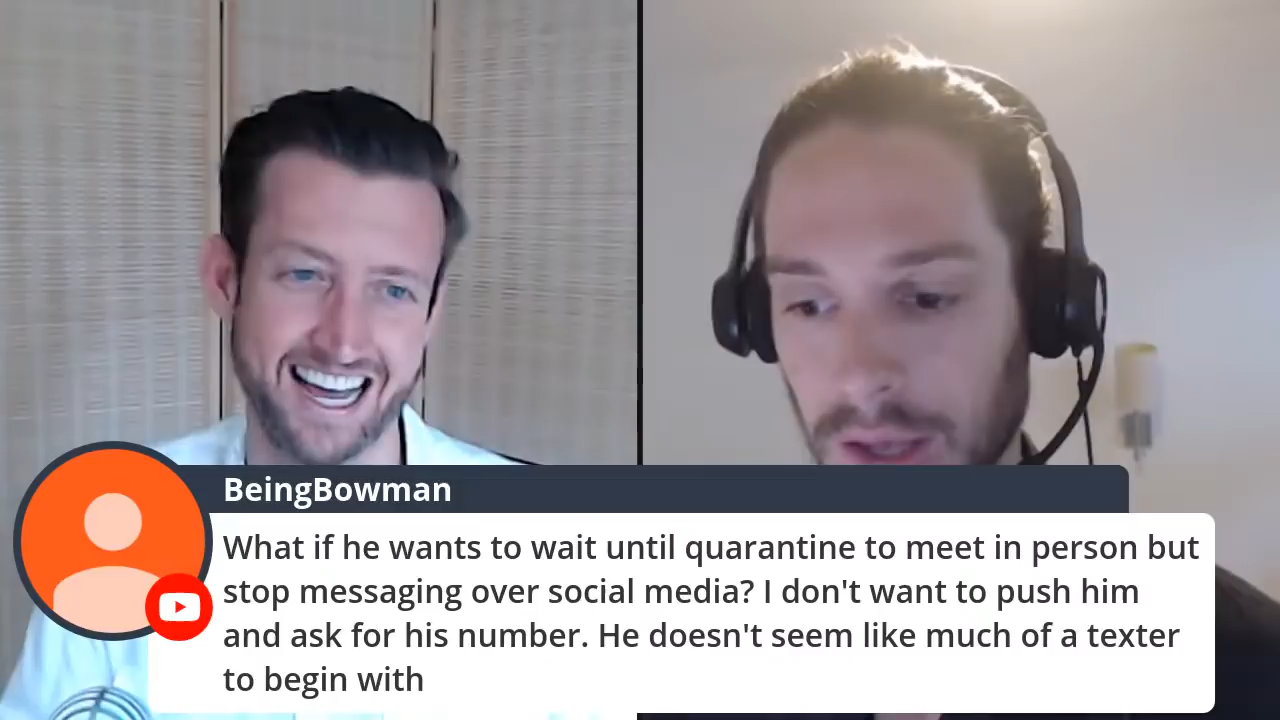 BeingBowman
What if he wants to wait until quarantine to meet in person but
stop messaging over social media? I don't want to push him
and ask for his number. He doesn't seem like much of a texter
to begin with